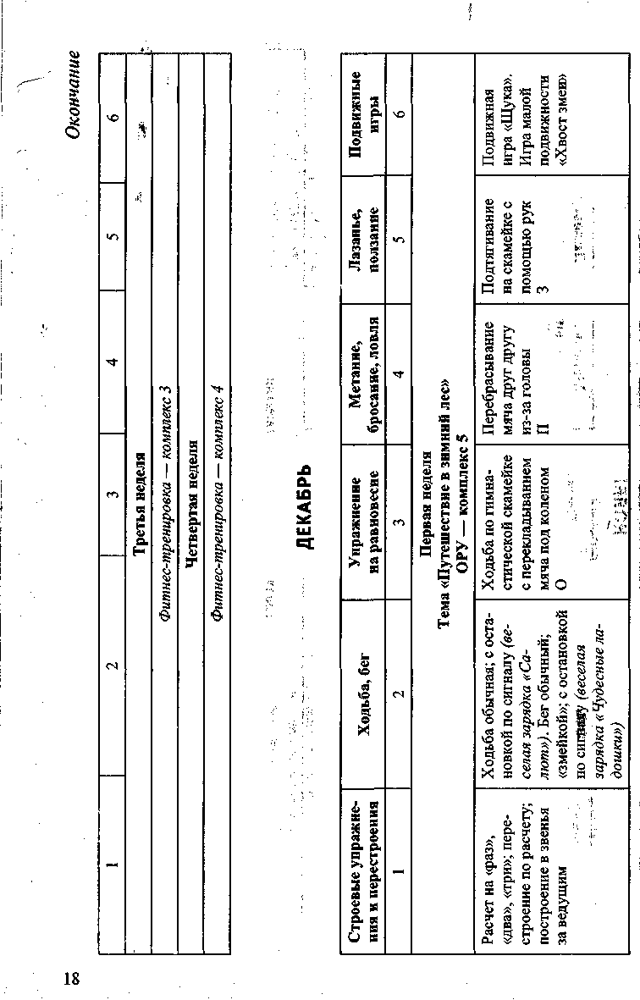 18
Окончание
1 2 3 4 5 6
Третья неделя
Фитнес-тренировка — комплекс 3
Четвертая неделя
Фитнес-тренировка — комплекс 4
ДЕКАБРЬ
Строевые упражне-
ния и перестроения
Ходьба, бег
Упражнение
на равновесие
Метание,
бросание, ловля
Лазанье,
ползание
Подвижные
игры
1 2 3 4 5 6
Первая неделя
Тема «Путешествие в зимний лес»
ОРУ — комплекс 5
Расчет на «раз»,
«два», «три»; пере-
строение по расчету;
построение в звенья
за ведущим
Ходьба обычная; с оста-
новкой по сигналу (ве-
селая зарядка «Са-
лют»). Бег обычный;
«змейкой»; с остановкой
по сигналу (веселая
зарядка «Чудесные ла-
дошки»)
Ходьба по гимна-
стической скамейке
с перекладыванием
мяча под коленом
О
Перебрасывание
мяча друг другу
из-за головы
П
Подтягивание
на скамейке с
помощью рук
З
Подвижная
игра «Щука».
Игра малой
подвижности
«Хвост змеи»